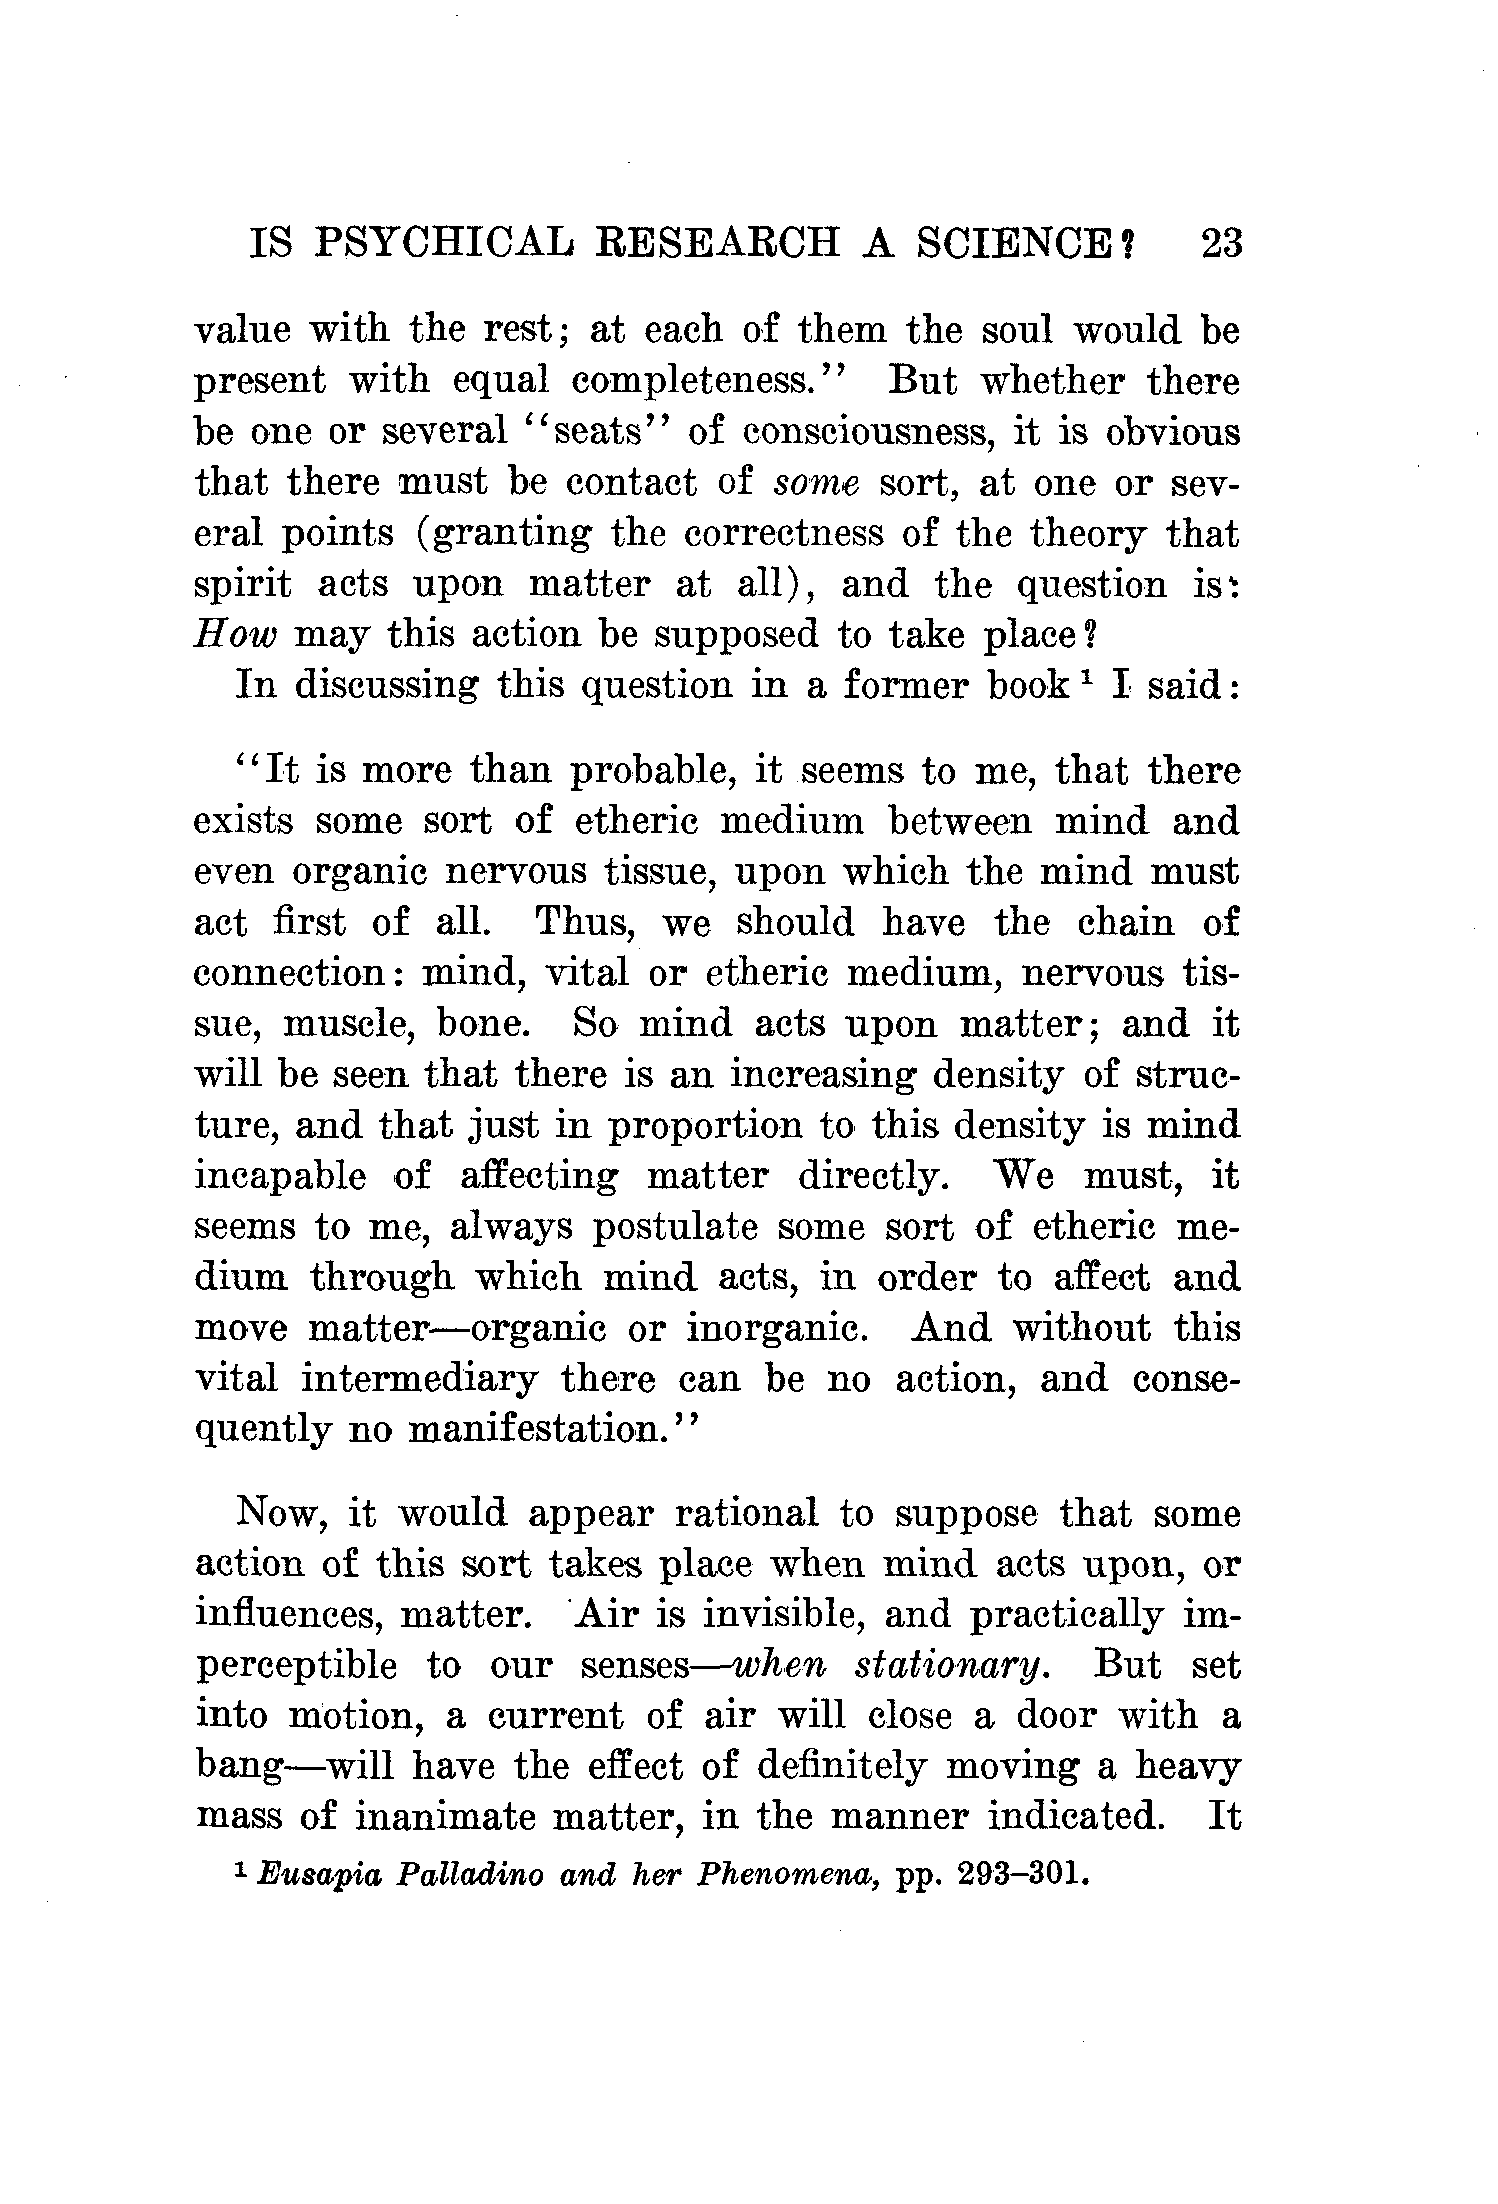 IS PSYCHICAL RESEARCH A SCIENCE? 23
value with the rest; at each of them the soul would be
present with equal completeness.'' But whether there
be one or several ''seats'' of consciousness, it is obvious
that there must be contact of some sort, at one or sev-
eral points (granting the correctness of the theory that
spirit acts upon matter at all), and the question is:
How may this action be supposed to take place?
In discussing this question in a former book ¹ I said:
''It is more than probable, it seems to me, that there
exists some sort of etheric medium between mind and
even organic nervous tissue, upon which the mind must
act first of all. Thus, we should have the chain of
connection: mind, vital or etheric medium, nervous tis-
sue, muscle, bone. So mind acts upon matter; and it
will be seen that there is an increasing density of struc-
ture, and that just in proportion to this density is mind
incapable of affecting matter directly. We must, it
seems to me, always postulate some sort of etheric me-
dium through which mind acts, in order to affect and
move matter—organic or inorganic. And without this
vital intermediary there can be no action, and conse-
quently no manifestation.''
Now, it would appear rational to suppose that some
action of this sort takes place when mind acts upon, or
influences, matter. Air is invisible, and practically im-
perceptible to our senses—when stationary. But set
into motion, a current of air will close a door with a
bang—will have the effect of definitely moving a heavy
mass of inanimate matter, in the manner indicated. It
¹ Eusapia Palladino and her Phenomena, pp. 293–301.